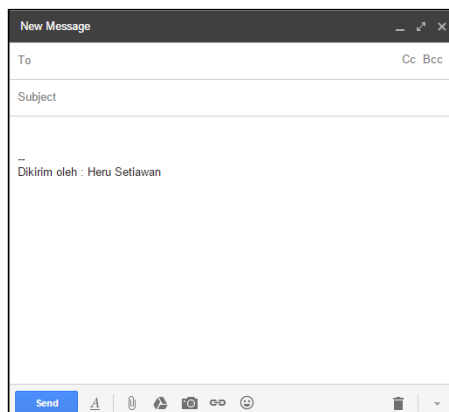 New Message
To Cc Bcc
Subject
--
Dikirim oleh : Heru Setiawan
Send A